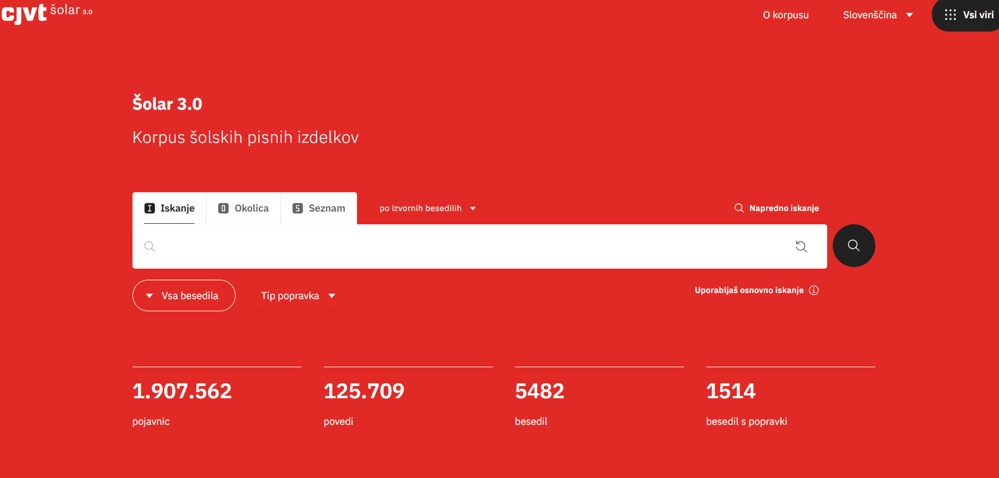 cjvt šolar 3.0
O korpusu
Slovenščina
Vsi viri
Šolar 3.0
Korpus šolskih pisnih izdelkov
I Iskanje
O Okolica
S Seznam
po izvornih besedilih
Napredno iskanje
Vsa besedila
Tip popravka
Uporabljaš osnovno iskanje
1.907.562
125.709
5482
1514
pojavnic
povedi
besedil
besedil s popravki